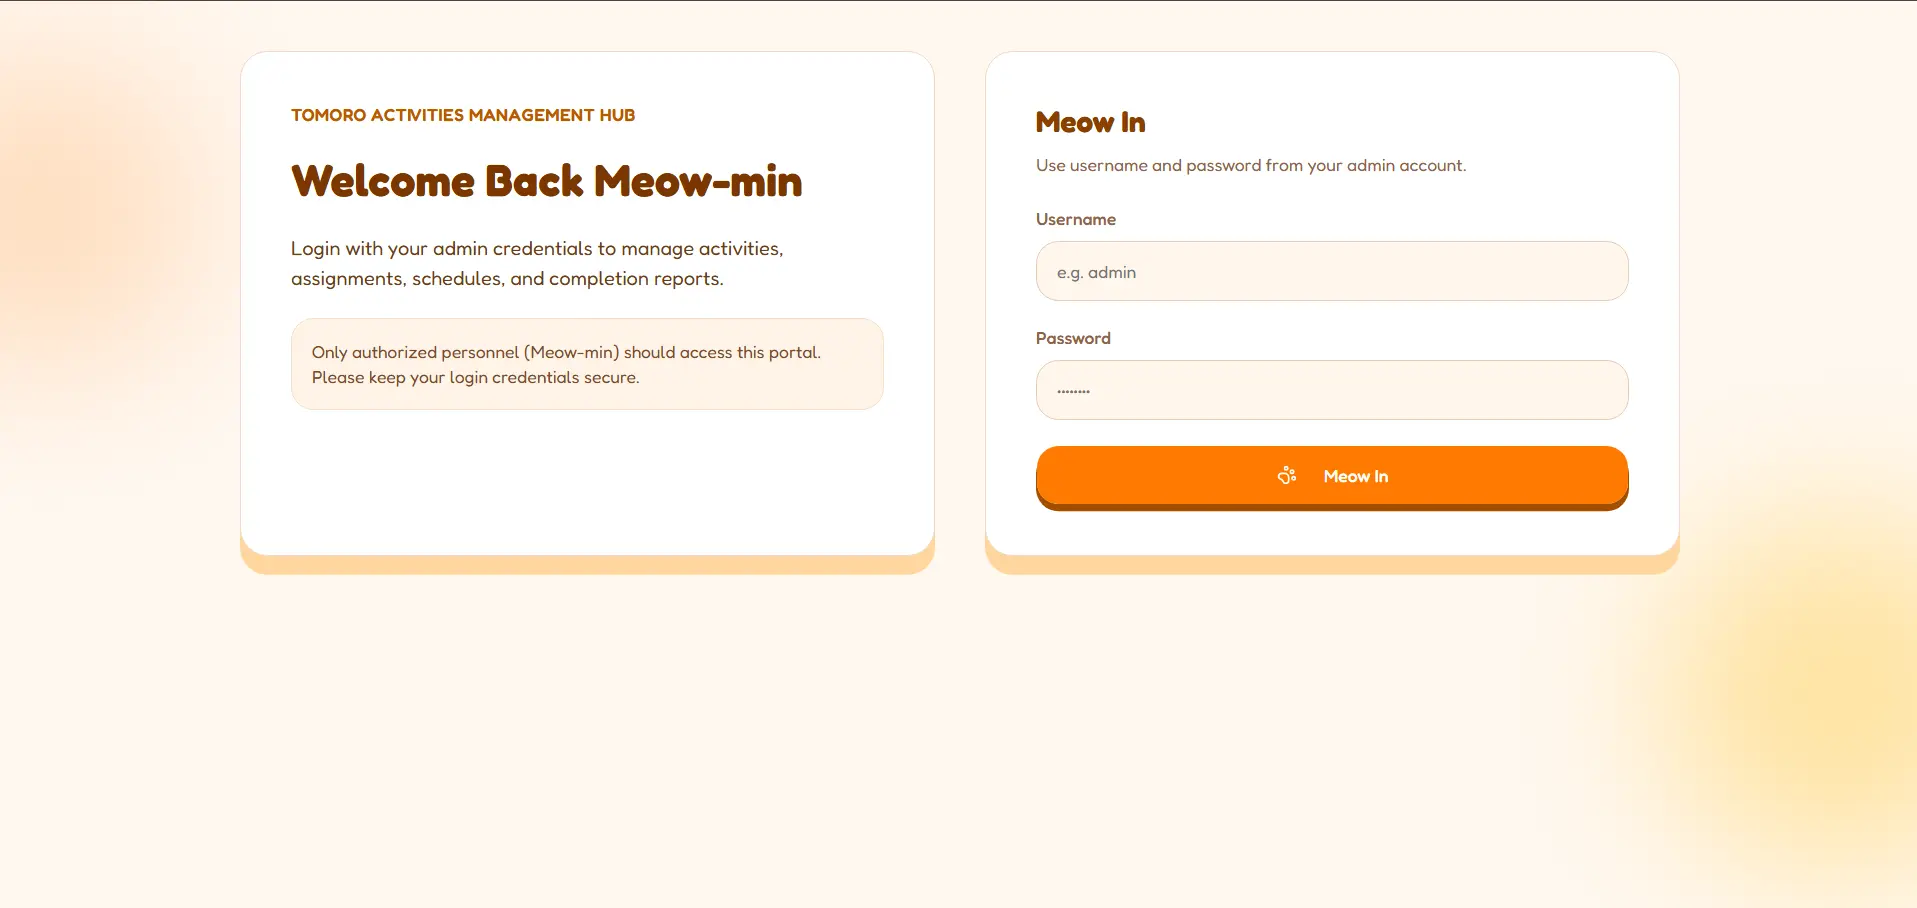 TOMORO ACTIVITIES MANAGEMENT HUB
Welcome Back Meow-min
Login with your admin credentials to manage activities,
assignments, schedules, and completion reports.
Only authorized personnel (Meow-min) should access this portal.
Please keep your login credentials secure.
Meow In
Use username and password from your admin account.
Username
e.g. admin
Password
••••••••
Meow In